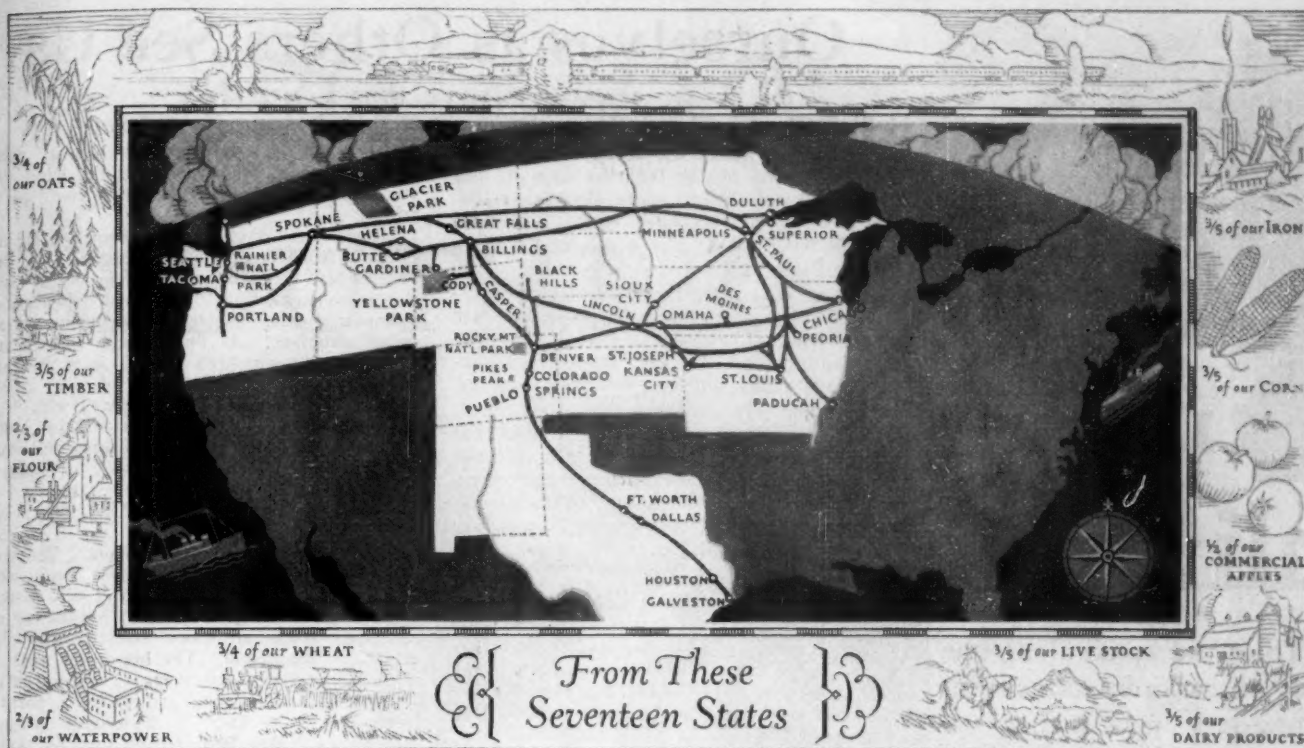 3/4 of
our OATS
3/5 of our
TIMBER
2/3 of
our
FLOUR
2/3 of
our WATERPOWER
3/4 of our WHEAT
GLACIER
PARK
SPOKANE
HELENA
GREAT FALLS
DULUTH
MINNEAPOLIS
SUPERIOR
ST. PAUL
SEATTLE
RAINIER
NATL.
PARK
TACOMA
PORTLAND
BUTTE
GARDINER
BILLINGS
CODY
YELLOWSTONE
PARK
CASPER
BLACK
HILLS
SIOUX
CITY
DES
MOINES
LINCOLN
OMAHA
CHICAGO
PEORIA
ROCKY MT
NAT'L PARK
DENVER
ST. JOSEPH
KANSAS
CITY
ST. LOUIS
PIKES
PEAK
COLORADO
SPRINGS
PUEBLO
PADUCAH
FT. WORTH
DALLAS
HOUSTON
GALVESTON
3/5 of our IRON
3/5 of our CORN
1/2 of our
COMMERCIAL
APPLES
3/5 of our LIVE STOCK
3/5 of our
DAIRY PRODUCTS
From These
Seventeen States